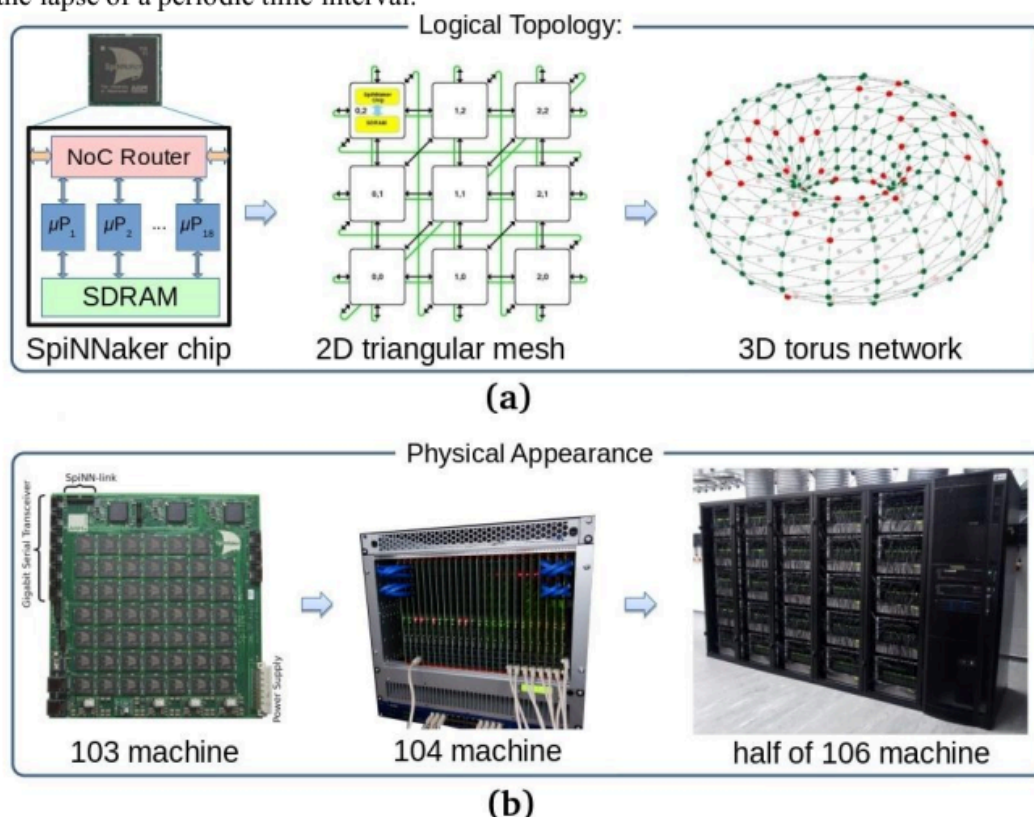 the lapse of a periodic time interval.
Logical Topology:
NoC Router
µP1 µP2 ... µP18
SDRAM
SpiNNaker chip
SpiNNaker
chip
SDRAM
0,2 1,2 2,2
0,1 1,1 2,1
0,0 1,0 2,0
2D triangular mesh
3D torus network
(a)
Physical Appearance
SpiNN-link
Gigabit Serial Transceiver
Power Supply
103 machine
104 machine
half of 106 machine
(b)